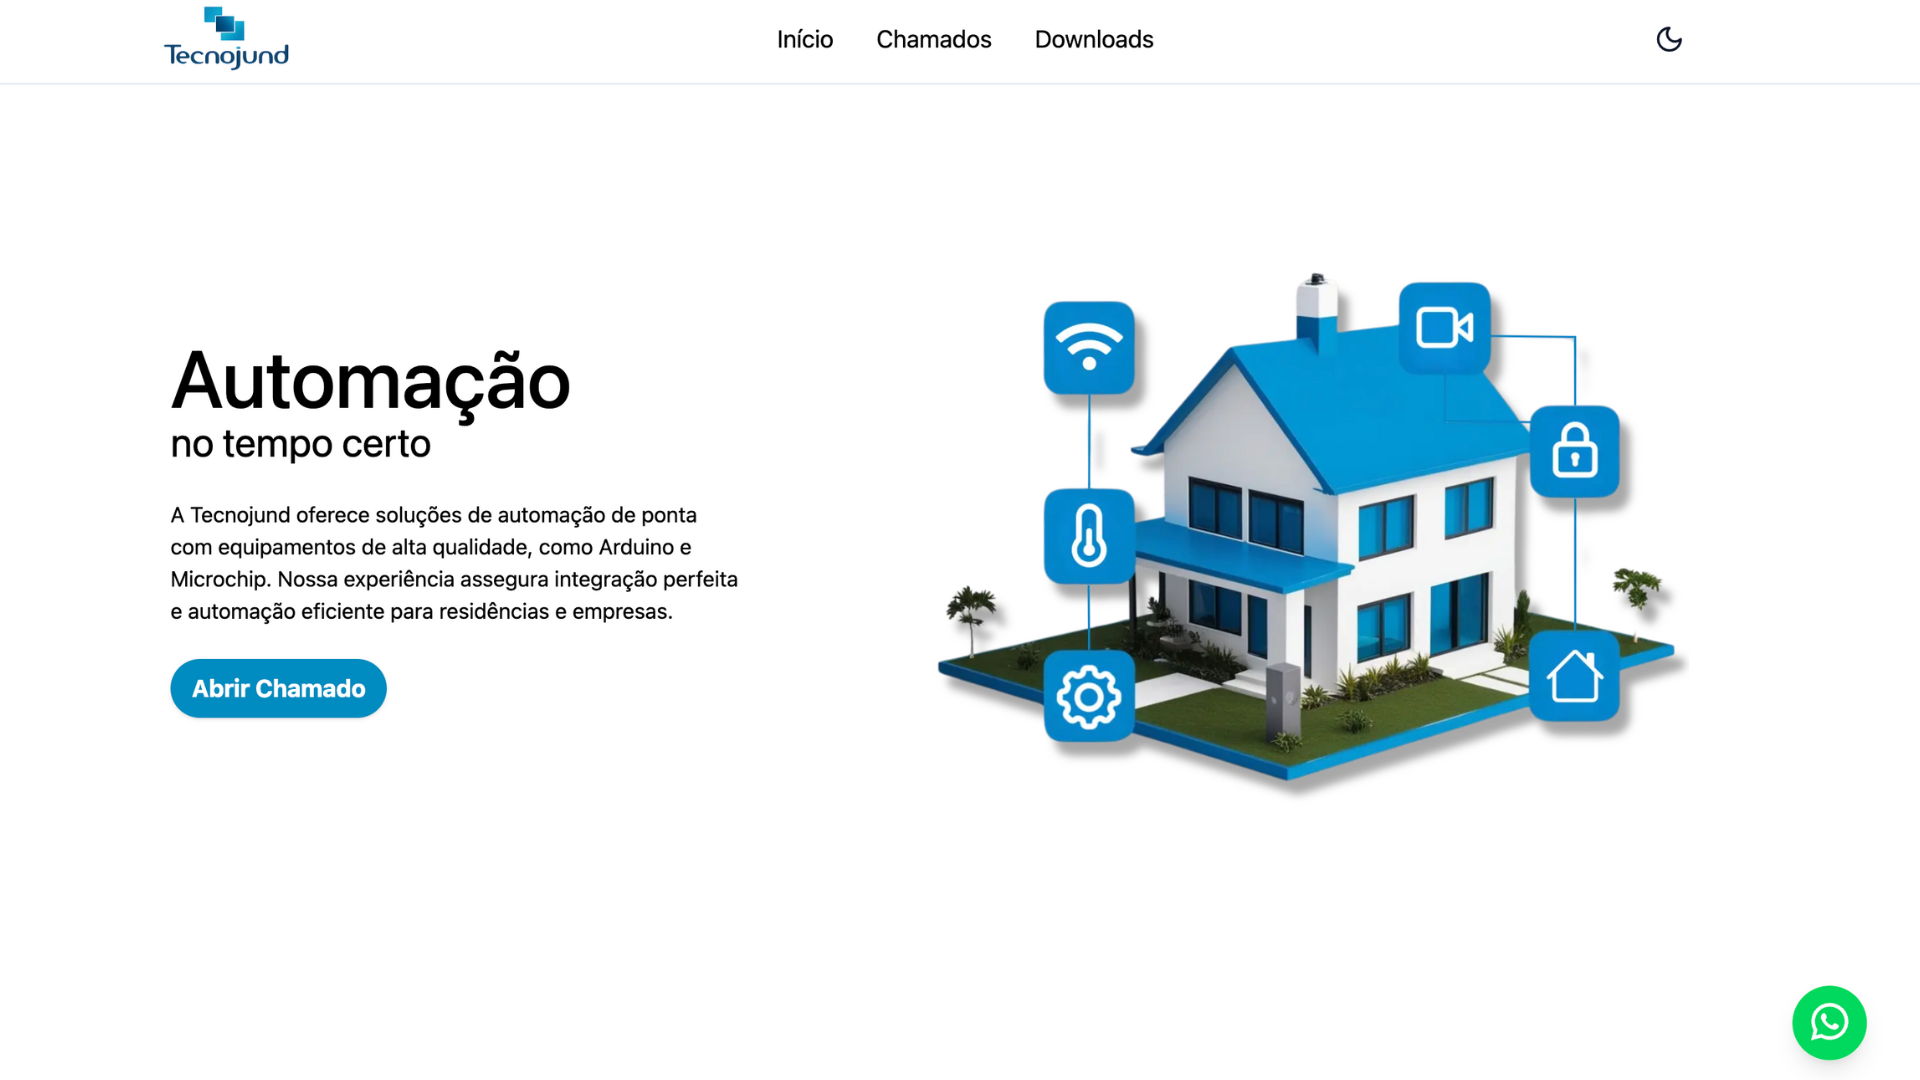 Tecnojund
Início
Chamados
Downloads
Automação
no tempo certo
A Tecnojund oferece soluções de automação de ponta
com equipamentos de alta qualidade, como Arduino e
Microchip. Nossa experiência assegura integração perfeita
e automação eficiente para residências e empresas.
Abrir Chamado